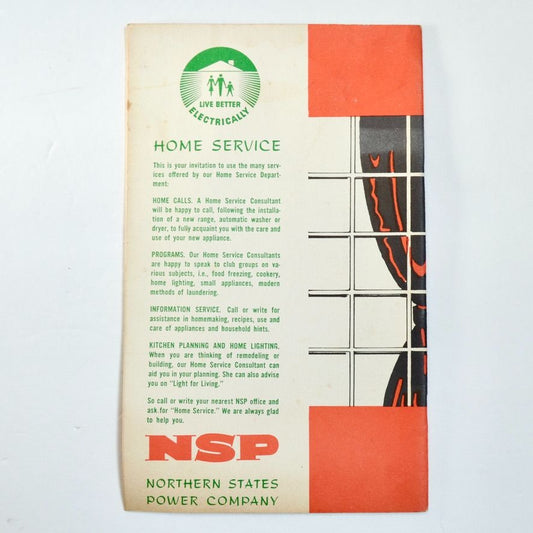 LIVE BETTER
ELECTRICALLY
HOME SERVICE
This is your invitation to use the many serv-
ices offered by our Home Service Depart-
ment:
HOME CALLS. A Home Service Consultant
will be happy to call, following the installa-
tion of a new range, automatic washer or
dryer, to fully acquaint you with the care and
use of your new appliance.
PROGRAMS. Our Home Service Consultants
are happy to speak to club groups on va-
rious subjects, i.e., food freezing, cookery,
home lighting, small appliances, modern
methods of laundering.
INFORMATION SERVICE. Call or write for
assistance in homemaking, recipes, use and
care of appliances and household hints.
KITCHEN PLANNING AND HOME LIGHTING.
When you are thinking of remodeling or
building, our Home Service Consultant can
aid you in your planning. She can also advise
you on "Light for Living."
So call or write your nearest NSP office and
ask for "Home Service." We are always glad
to help you.
NSP
NORTHERN STATES
POWER COMPANY